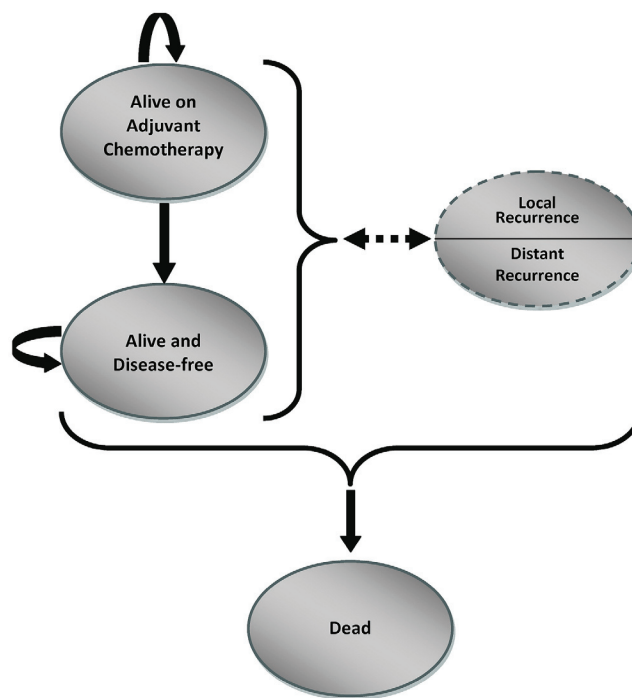 Alive on
Adjuvant
Chemotherapy
Local
Recurrence
Distant
Recurrence
Alive and
Disease-free
Dead